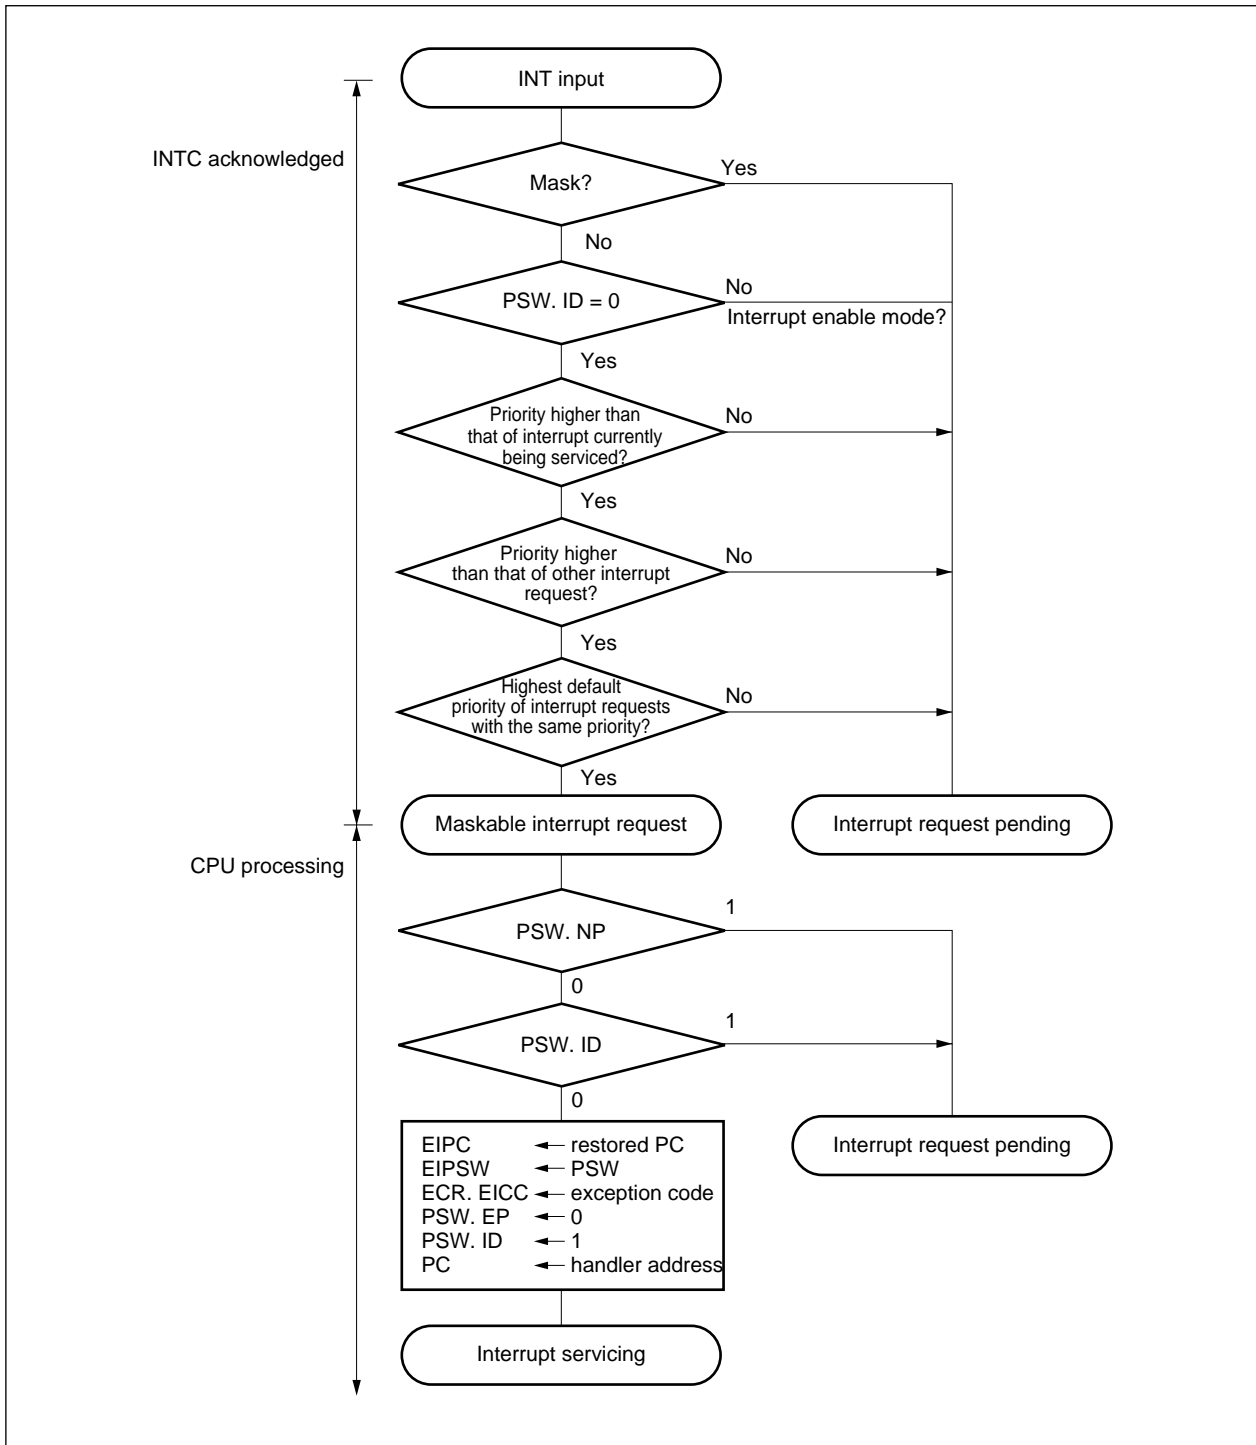 INT input
INTC acknowledged
Mask?
Yes
No
PSW. ID = 0
No
Interrupt enable mode?
Yes
Priority higher than
that of interrupt currently
being serviced?
No
Yes
Priority higher
than that of other interrupt
request?
No
Yes
Highest default
priority of interrupt requests
with the same priority?
No
Yes
Maskable interrupt request
Interrupt request pending
CPU processing
PSW. NP
1
0
PSW. ID
1
0
EIPC restored PC
EIPSW PSW
ECR. EICC exception code
PSW. EP 0
PSW. ID 1
PC handler address
Interrupt request pending
Interrupt servicing